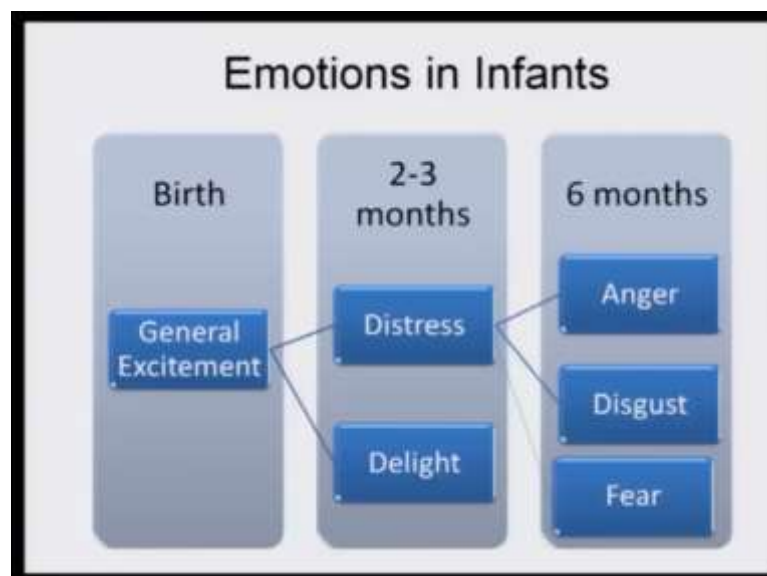 Emotions in Infants
Birth
General
Excitement
2-3
months
Distress
Delight
6 months
Anger
Disgust
Fear